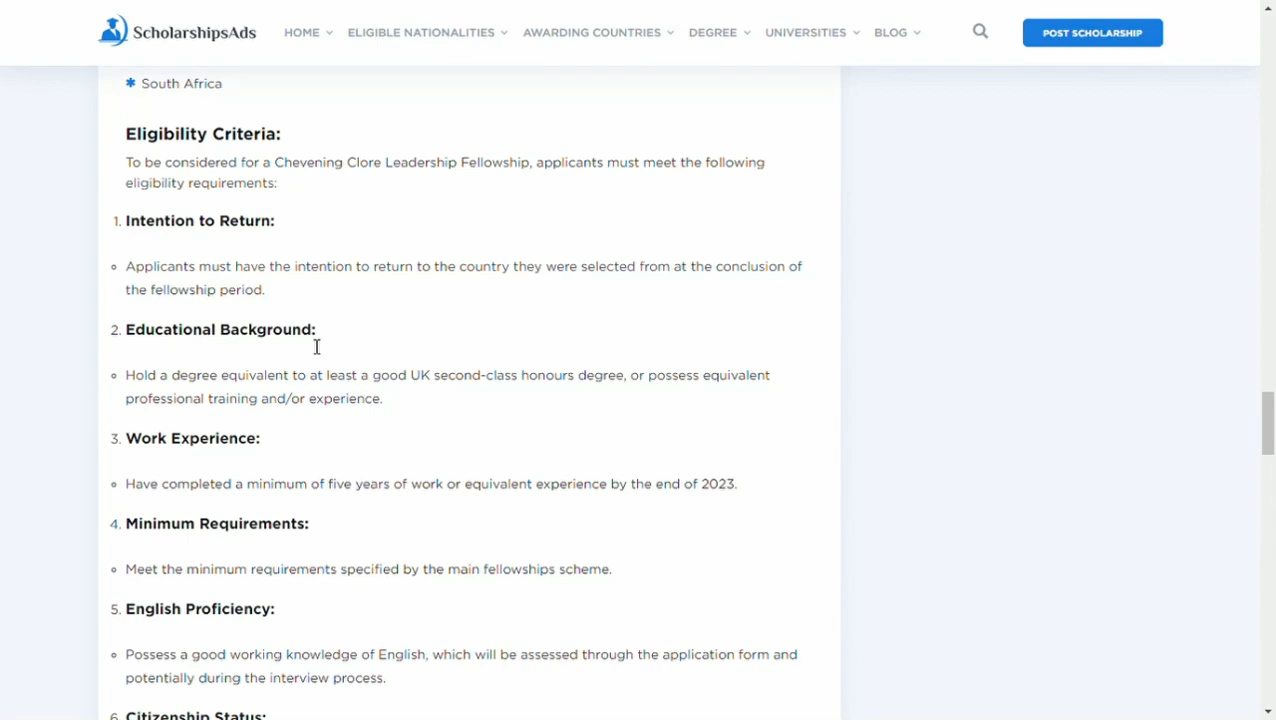 ScholarshipsAds
HOME
ELIGIBLE NATIONALITIES
AWARDING COUNTRIES
DEGREE
UNIVERSITIES
BLOG
POST SCHOLARSHIP
South Africa
Eligibility Criteria:
To be considered for a Chevening Clore Leadership Fellowship, applicants must meet the following
eligibility requirements:
1. Intention to Return:
Applicants must have the intention to return to the country they were selected from at the conclusion of
the fellowship period.
2. Educational Background:
Hold a degree equivalent to at least a good UK second-class honours degree, or possess equivalent
professional training and/or experience.
3. Work Experience:
Have completed a minimum of five years of work or equivalent experience by the end of 2023.
4. Minimum Requirements:
Meet the minimum requirements specified by the main fellowships scheme.
5. English Proficiency:
Possess a good working knowledge of English, which will be assessed through the application form and
potentially during the interview process.
6. Citizenship Status: